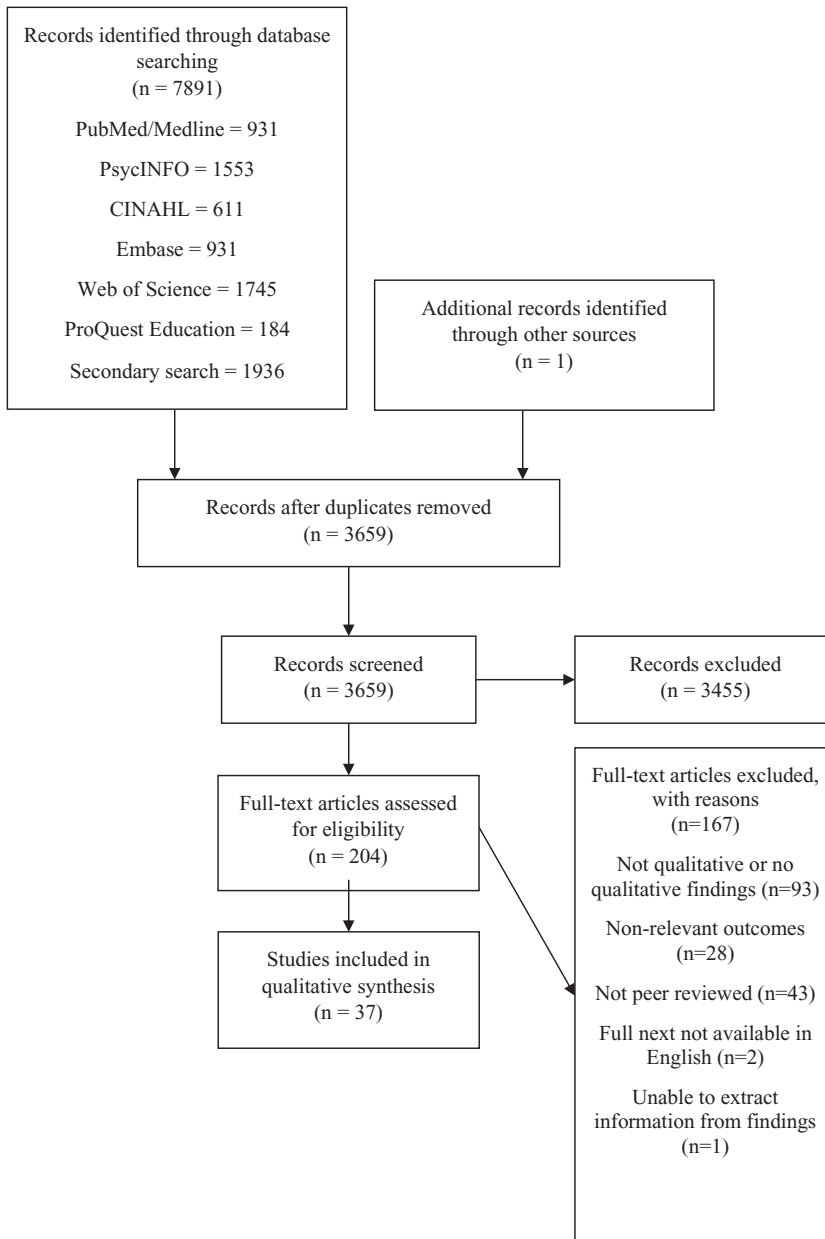 Records identified through database
searching
(n = 7891)
PubMed/Medline = 931
PsycINFO = 1553
CINAHL = 611
Embase = 931
Web of Science = 1745
ProQuest Education = 184
Secondary search = 1936
Additional records identified
through other sources
(n = 1)
Records after duplicates removed
(n = 3659)
Records screened
(n = 3659)
Records excluded
(n = 3455)
Full-text articles assessed
for eligibility
(n = 204)
Full-text articles excluded,
with reasons
(n=167)
Not qualitative or no
qualitative findings (n=93)
Non-relevant outcomes
(n=28)
Not peer reviewed (n=43)
Full next not available in
English (n=2)
Unable to extract
information from findings
(n=1)
Studies included in
qualitative synthesis
(n = 37)